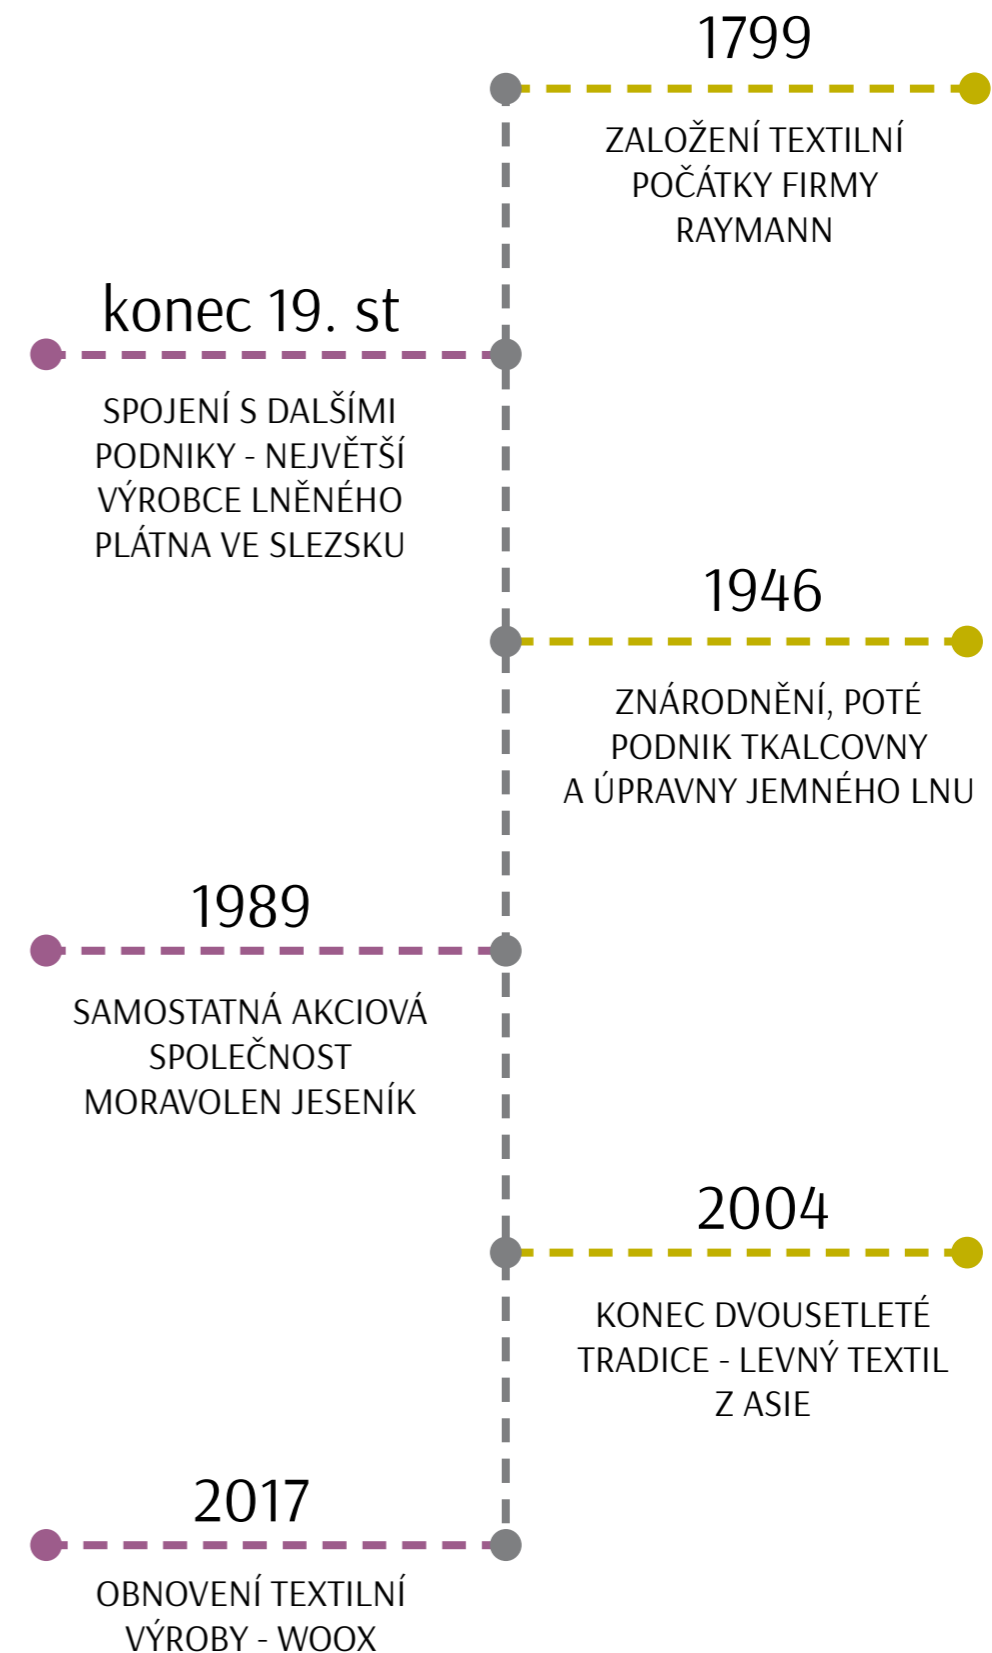 1799
ZALOŽENÍ TEXTILNÍ
POČÁTKY FIRMY
RAYMANN
konec 19. st
SPOJENÍ S DALŠÍMI
PODNIKY - NEJVĚTŠÍ
VÝROBCE LNĚNÉHO
PLÁTNA VE SLEZSKU
1946
ZNÁRODNĚNÍ, POTÉ
PODNIK TKALCOVNY
A ÚPRAVNY JEMNÉHO LNU
1989
SAMOSTATNÁ AKCIOVÁ
SPOLEČNOST
MORAVOLEN JESENÍK
2004
KONEC DVOUSETLETÉ
TRADICE - LEVNÝ TEXTIL
Z ASIE
2017
OBNOVENÍ TEXTILNÍ
VÝROBY - WOOX